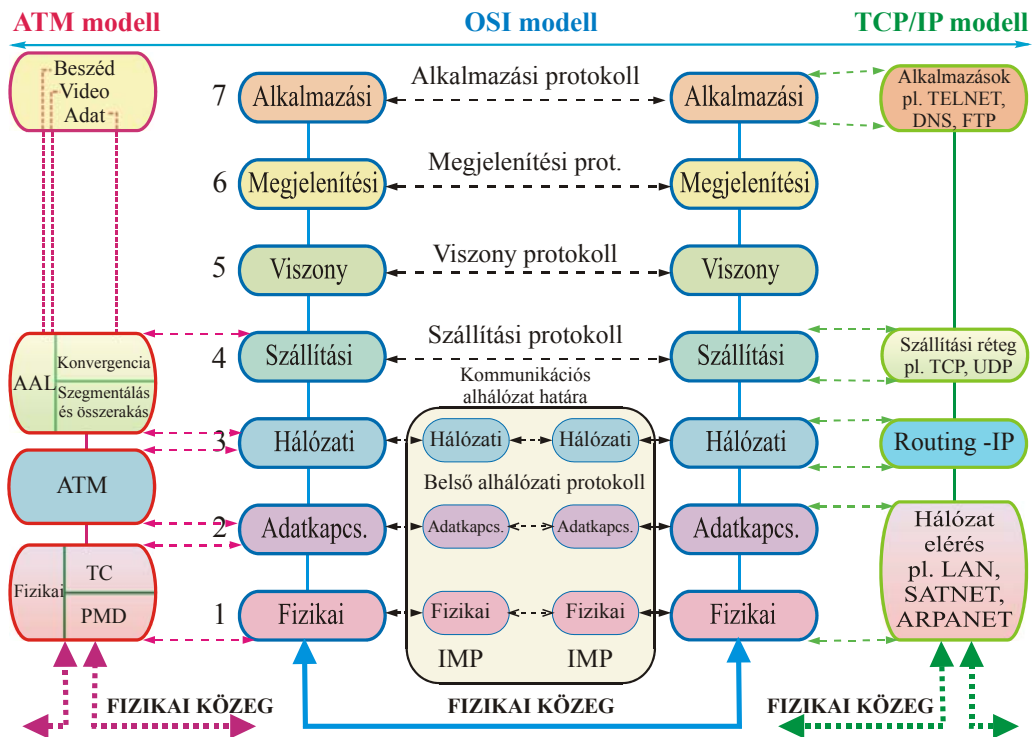 ATM modell
OSI modell
TCP/IP modell
Beszéd
Video
Adat
7
Alkalmazási
Alkalmazási protokoll
Alkalmazási
Alkalmazások
pl. TELNET,
DNS, FTP
6
Megjelenítési
Megjelenítési prot.
Megjelenítési
5
Viszony
Viszony protokoll
Viszony
AAL
Konvergencia
Szegmentálás
és összerakás
4
Szállítási
Szállítási protokoll
Szállítási
Szállítási réteg
pl. TCP, UDP
Kommunikációs
alhálózat határa
ATM
3
Hálózati
Hálózati
Hálózati
Hálózati
Routing -IP
Belső alhálózati protokoll
2
Adatkapcs.
Adatkapcs.
Adatkapcs.
Adatkapcs.
Hálózat
elérés
pl. LAN,
SATNET,
ARPANET
Fizikai
TC
PMD
1
Fizikai
Fizikai
Fizikai
Fizikai
IMP
IMP
FIZIKAI KÖZEG
FIZIKAI KÖZEG
FIZIKAI KÖZEG